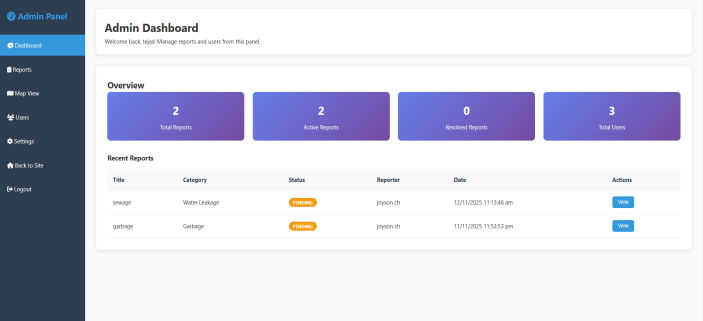 Admin Panel
Dashboard
Reports
Map View
Users
Settings
Back to Site
Logout
Admin Dashboard
Welcome back, tejas! Manage reports and users from this panel.
Overview
2 2 0 3
Total Reports Active Reports Resolved Reports Total Users
Recent Reports
Title Category Status Reporter Date Actions
sewage Water Leakage PENDING joyson ch 12/11/2025 11:13:46 am View
garbage Garbage PENDING joyson ch 11/11/2025 11:53:53 pm View